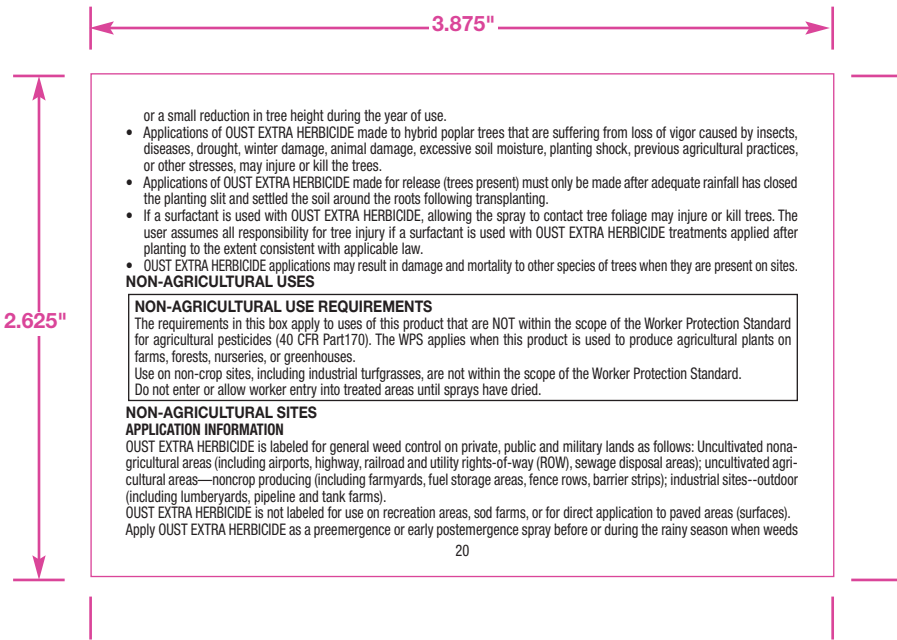 3.875"
or a small reduction in tree height during the year of use.
• Applications of OUST EXTRA HERBICIDE made to hybrid poplar trees that are suffering from loss of vigor caused by insects,
diseases, drought, winter damage, animal damage, excessive soil moisture, planting shock, previous agricultural practices,
or other stresses, may injure or kill the trees.
• Applications of OUST EXTRA HERBICIDE made for release (trees present) must only be made after adequate rainfall has closed
the planting slit and settled the soil around the roots following transplanting.
• If a surfactant is used with OUST EXTRA HERBICIDE, allowing the spray to contact tree foliage may injure or kill trees. The
user assumes all responsibility for tree injury if a surfactant is used with OUST EXTRA HERBICIDE treatments applied after
planting to the extent consistent with applicable law.
• OUST EXTRA HERBICIDE applications may result in damage and mortality to other species of trees when they are present on sites.
NON-AGRICULTURAL USES
2.625"
NON-AGRICULTURAL USE REQUIREMENTS
The requirements in this box apply to uses of this product that are NOT within the scope of the Worker Protection Standard
for agricultural pesticides (40 CFR Part170). The WPS applies when this product is used to produce agricultural plants on
farms, forests, nurseries, or greenhouses.
Use on non-crop sites, including industrial turfgrasses, are not within the scope of the Worker Protection Standard.
Do not enter or allow worker entry into treated areas until sprays have dried.
NON-AGRICULTURAL SITES
APPLICATION INFORMATION
OUST EXTRA HERBICIDE is labeled for general weed control on private, public and military lands as follows: Uncultivated nona-
gricultural areas (including airports, highway, railroad and utility rights-of-way (ROW), sewage disposal areas); uncultivated agri-
cultural areas—noncrop producing (including farmyards, fuel storage areas, fence rows, barrier strips); industrial sites--outdoor
(including lumberyards, pipeline and tank farms).
OUST EXTRA HERBICIDE is not labeled for use on recreation areas, sod farms, or for direct application to paved areas (surfaces).
Apply OUST EXTRA HERBICIDE as a preemergence or early postemergence spray before or during the rainy season when weeds
20